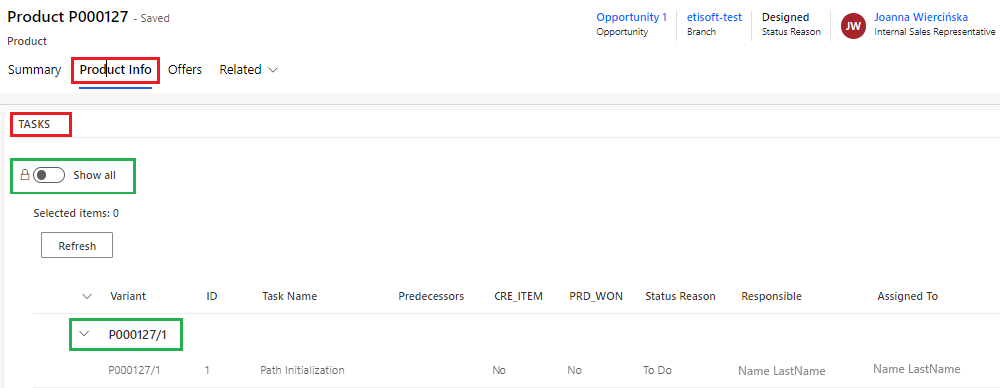 Product P000127 - Saved
Product
Opportunity 1
Opportunity
etisoft-test
Branch
Designed
Status Reason
JW
Joanna Wiercińska
Internal Sales Representative
Summary Product Info Offers Related
TASKS
Show all
Selected items: 0
Refresh
Variant ID Task Name Predecessors CRE_ITEM PRD_WON Status Reason Responsible Assigned To
P000127/1
P000127/1 1 Path Initialization No No To Do Name LastName Name LastName